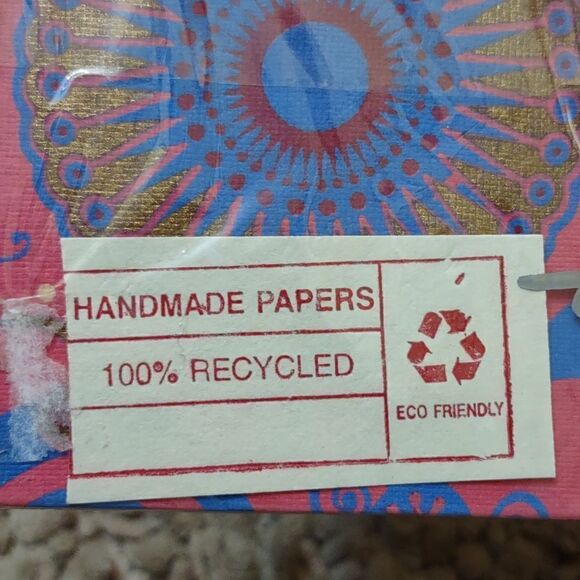 HANDMADE PAPERS
100% RECYCLED
ECO FRIENDLY